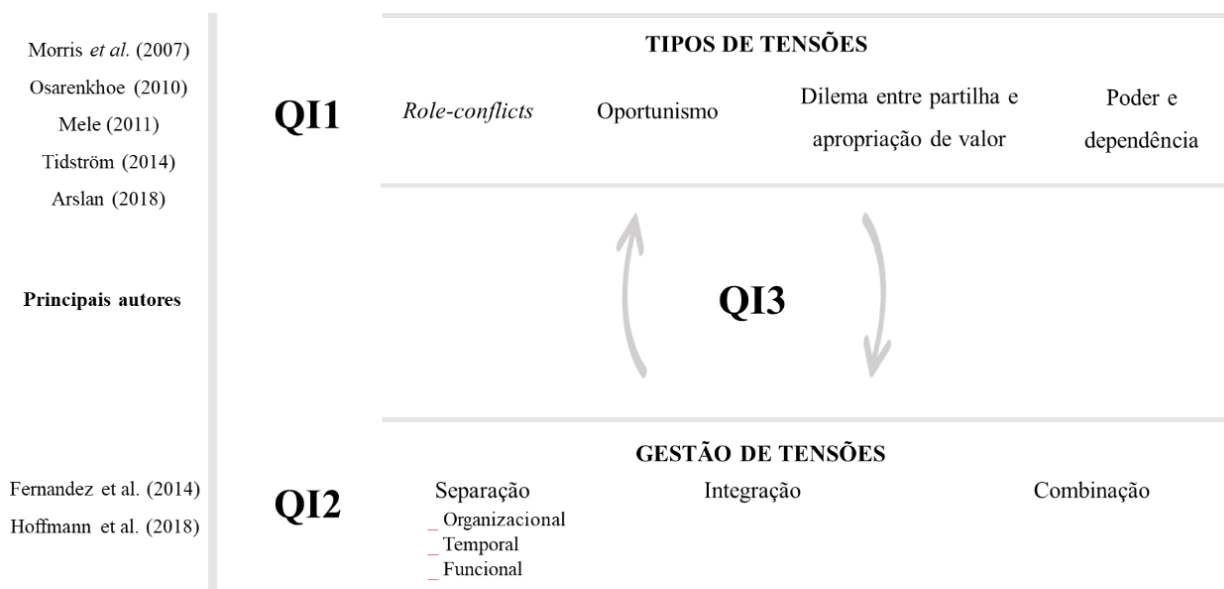 Morris et al. (2007)
Osarenkhoe (2010)
Mele (2011)
Tidström (2014)
Arslan (2018)
Principais autores
Fernandez et al. (2014)
Hoffmann et al. (2018)
TIPOS DE TENSÕES
QI1
Role-conflicts
Oportunismo
Dilema entre partilha e
apropriação de valor
Poder e
dependência
QI3
GESTÃO DE TENSÕES
QI2
Separação
_ Organizacional
_ Temporal
_ Funcional
Integração
Combinação